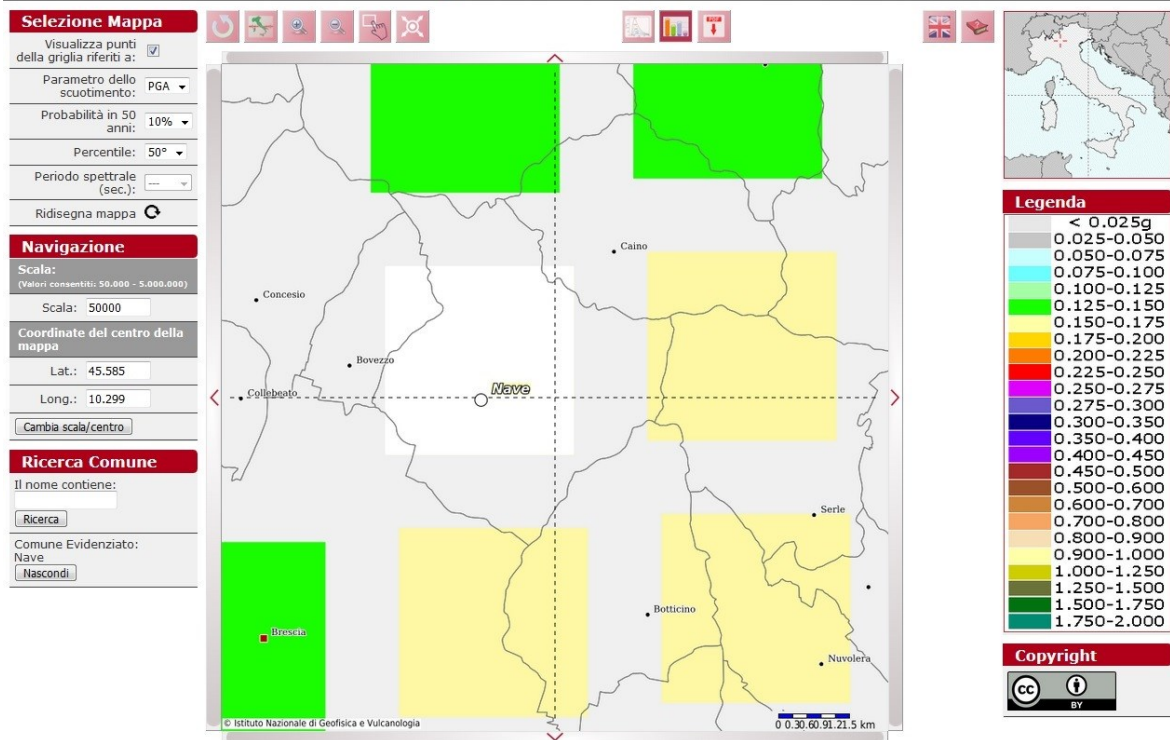 Selezione Mappa
Visualizza punti
della griglia riferiti a:
Parametro dello
scuotimento:
PGA
Probabilità in 50
anni:
10%
Percentile:
50°
Periodo spettrale
(sec.):
---
Ridisegna mappa
Navigazione
Scala:
(Valori consentiti: 50.000 - 5.000.000)
Scala:
50000
Coordinate del centro della
mappa
Lat.:
45.585
Long.:
10.299
Cambia scala/centro
Ricerca Comune
Il nome contiene:
Ricerca
Comune Evidenziato:
Nave
Nascondi
PDF
Caino
Concesio
Bovezzo
Nave
Collebeato
Serle
Botticino
Brescia
Nuvolera
© Istituto Nazionale di Geofisica e Vulcanologia
0 0.30.60.91.21.5 km
Legenda
< 0.025g
0.025-0.050
0.050-0.075
0.075-0.100
0.100-0.125
0.125-0.150
0.150-0.175
0.175-0.200
0.200-0.225
0.225-0.250
0.250-0.275
0.275-0.300
0.300-0.350
0.350-0.400
0.400-0.450
0.450-0.500
0.500-0.600
0.600-0.700
0.700-0.800
0.800-0.900
0.900-1.000
1.000-1.250
1.250-1.500
1.500-1.750
1.750-2.000
Copyright
cc
BY